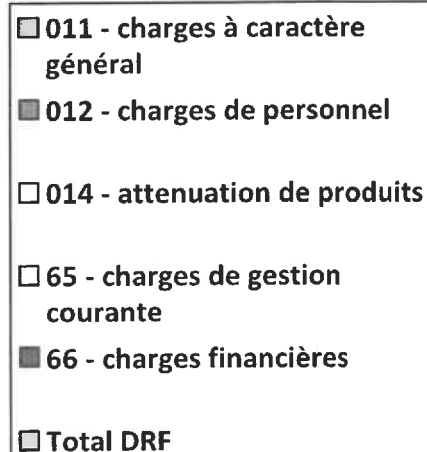 011 - charges à caractère
général
012 - charges de personnel
014 - attenuation de produits
65 - charges de gestion
courante
66 - charges financières
Total DRF